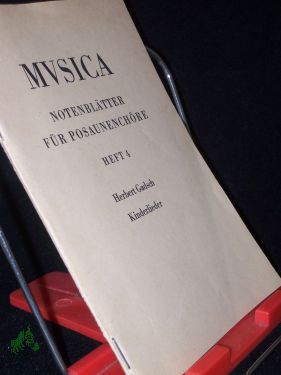 MVSICA
NOTENBLÄTTER
FÜR POSAUNENCHÖRE
HEFT 4
Herbert Gadsch
Kinderlieder